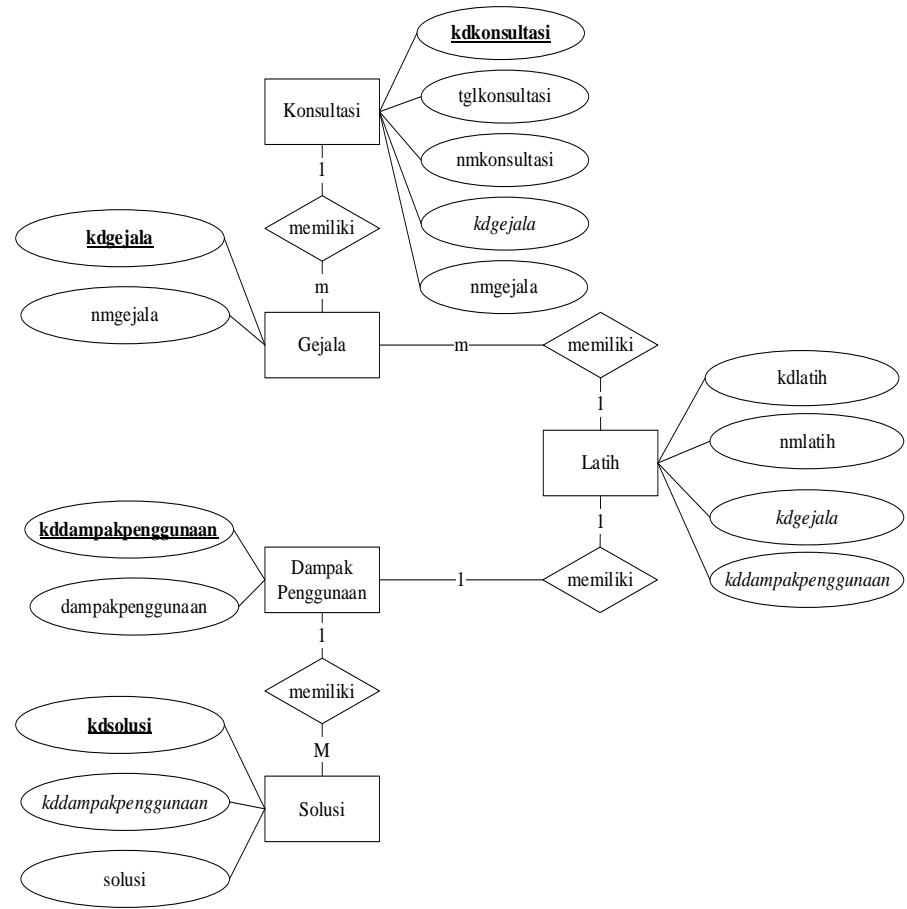 kdkonsultasi
tglkonsultasi
Konsultasi
nmkonsultasi
1
memiliki
kdgejala
kdgejala
nmgejala
m
nmgejala
Gejala
m
memiliki
kdlatih
1
nmlatih
Latih
kdgejala
kddampakpenggunaan
1
Dampak
Penggunaan
1
memiliki
kddampakpenggunaan
dampakpenggunaan
1
memiliki
kdsolusi
M
kddampakpenggunaan
Solusi
solusi